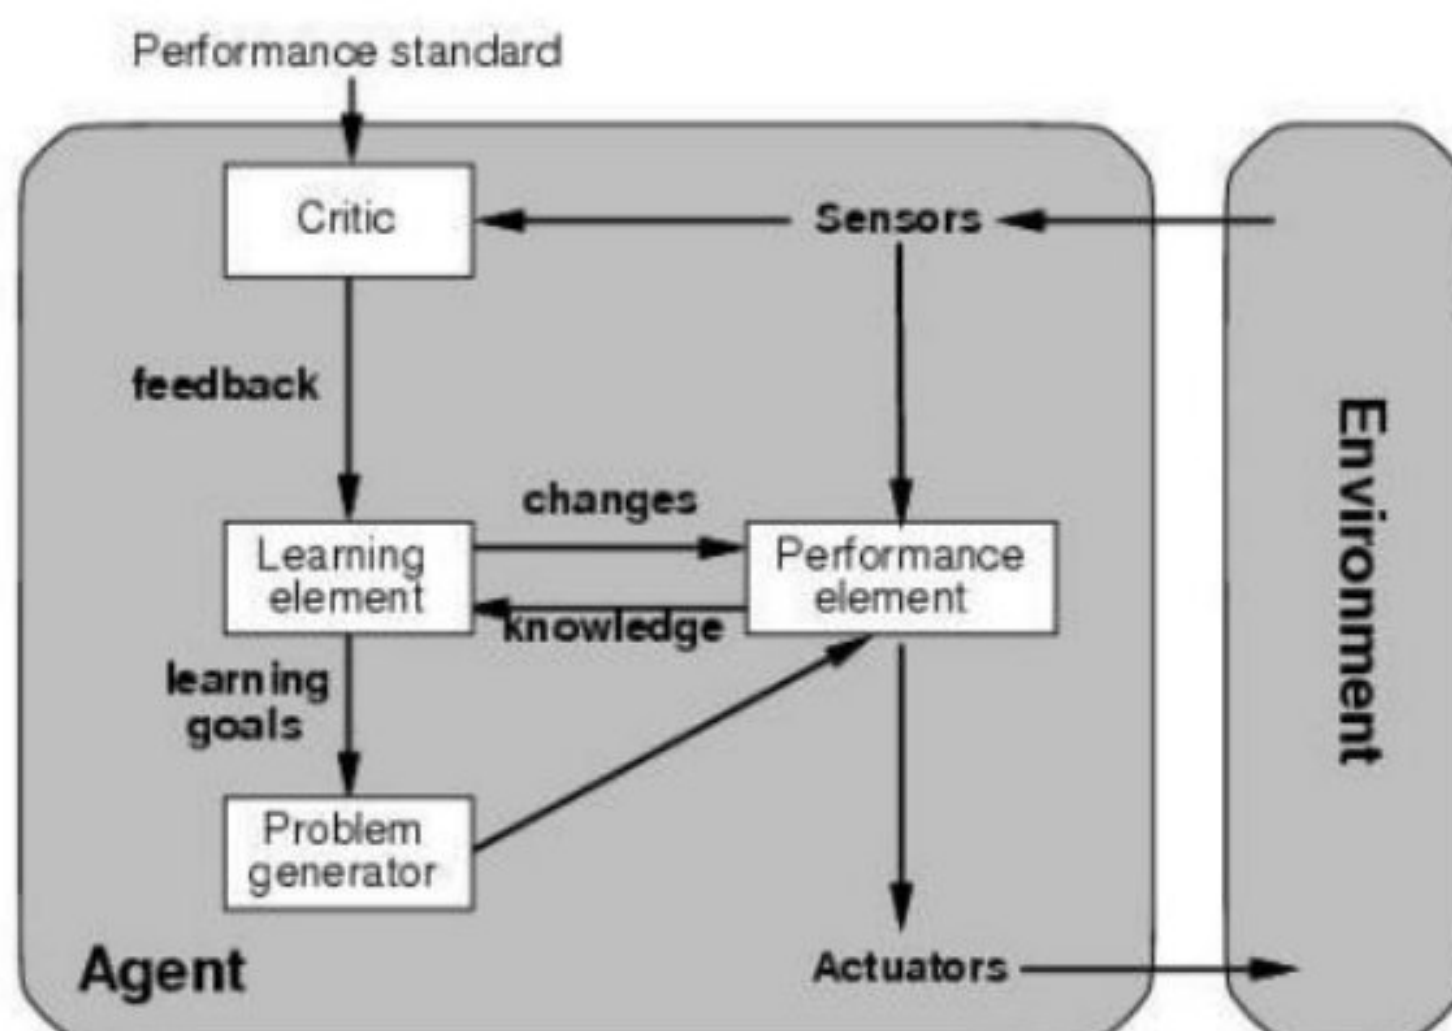 Performance standard
Critic
Sensors
feedback
changes
Learning
element
Performance
element
knowledge
learning
goals
Problem
generator
Agent
Actuators
Environment